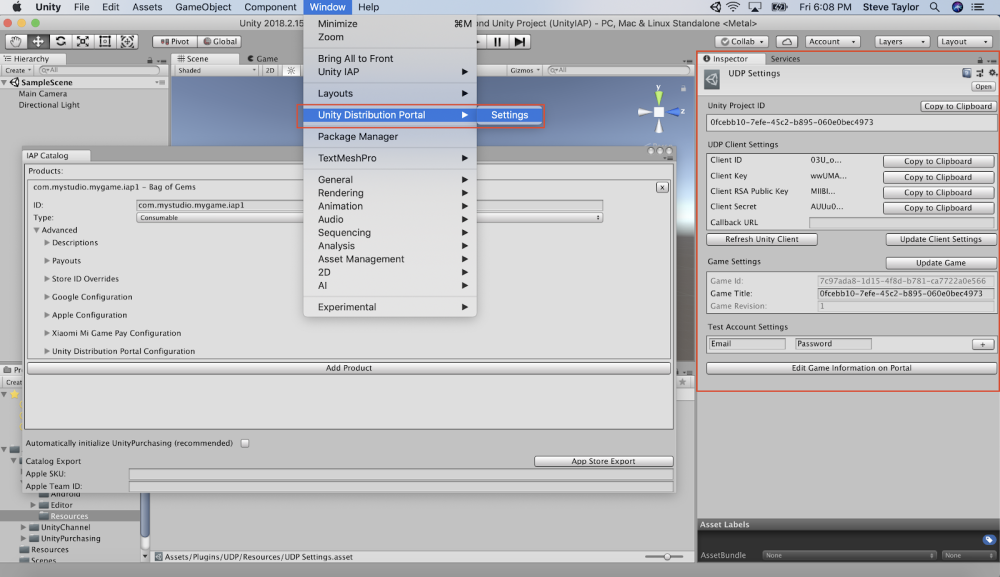 Unity File Edit Assets GameObject Component Window Help Fri 6:08 PM Steve Taylor
Unity 2018.2.15 nd Unity Project (UnityIAP) - PC, Mac & Linux Standalone <Metal>
Pivot Global Collab Account Layers Layout
Hierarchy
Create All
SampleScene
Main Camera
Directional Light
Scene Game
Shaded 2D Gizmos All
Minimize ⌘M
Zoom
Bring All to Front
Unity IAP
Layouts
Unity Distribution Portal Settings
Package Manager
TextMeshPro
General
Rendering
Animation
Audio
Sequencing
Analysis
Asset Management
2D
AI
Experimental
y
z
IAP Catalog
Products:
com.mystudio.mygame.iap1 - Bag of Gems x
ID: com.mystudio.mygame.iap1
Type: Consumable
Advanced
Descriptions
Payouts
Store ID Overrides
Google Configuration
Apple Configuration
Xiaomi Mi Game Pay Configuration
Unity Distribution Portal Configuration
Add Product
Automatically initialize UnityPurchasing (recommended)
Catalog Export App Store Export
Apple SKU:
Apple Team ID:
Pr
Creat
Android
Editor
Resources
UnityChannel
UnityPurchasing
Resources
Scenes
Assets/Plugins/UDP/Resources/UDP Settings.asset
Inspector Services
UDP Settings
Open
Unity Project ID Copy to Clipboard
0fcebb10-7efe-45c2-b895-060e0bec4973
UDP Client Settings
Client ID 03U_o... Copy to Clipboard
Client Key wwUMA... Copy to Clipboard
Client RSA Public Key MIIBI... Copy to Clipboard
Client Secret AUUu0... Copy to Clipboard
Callback URL
Refresh Unity Client Update Client Settings
Game Settings Update Game
Game Id: 7c97ada8-1d15-4f8d-b781-ca7722a0e566
Game Title: 0fcebb10-7efe-45c2-b895-060e0bec4973
Game Revision: 1
Test Account Settings
Email Password +
Edit Game Information on Portal
Asset Labels
AssetBundle None None